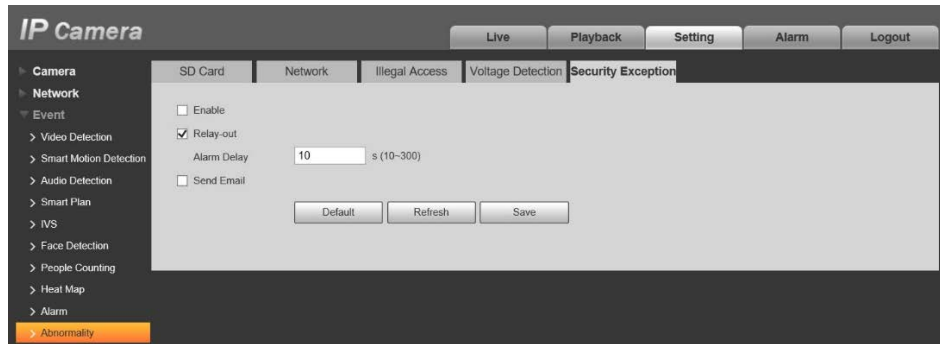 IP Camera
Live Playback Setting Alarm Logout
Camera
Network
Event
Video Detection
Smart Motion Detection
Audio Detection
Smart Plan
IVS
Face Detection
People Counting
Heat Map
Alarm
Abnormality
SD Card Network Illegal Access Voltage Detection Security Exception
Enable
Relay-out
Alarm Delay 10 s (10~300)
Send Email
Default Refresh Save